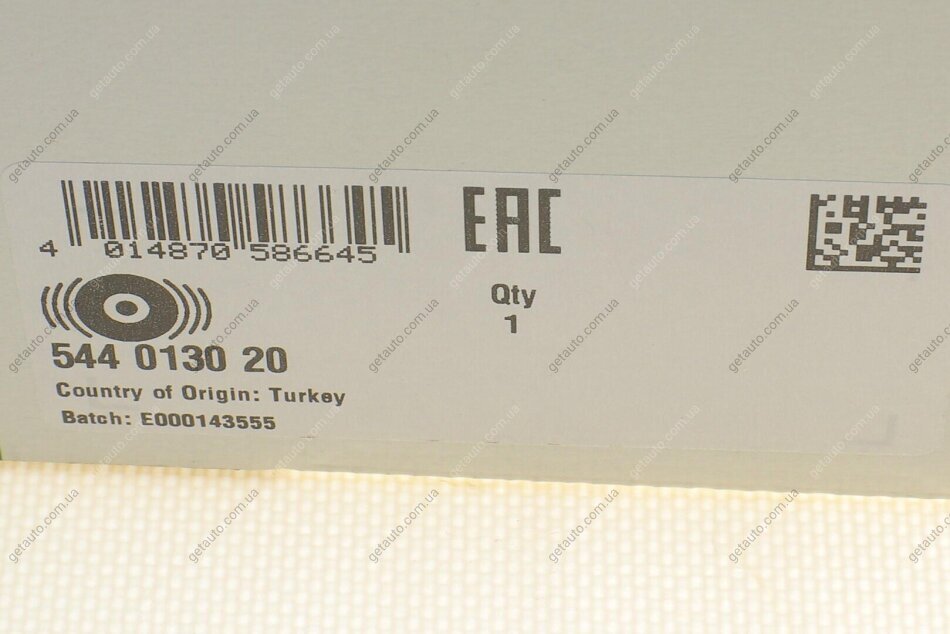 4 014870 586645
EAC
Qty
1
544 0130 20
Country of Origin: Turkey
Batch: E000143555
getauto.com.ua